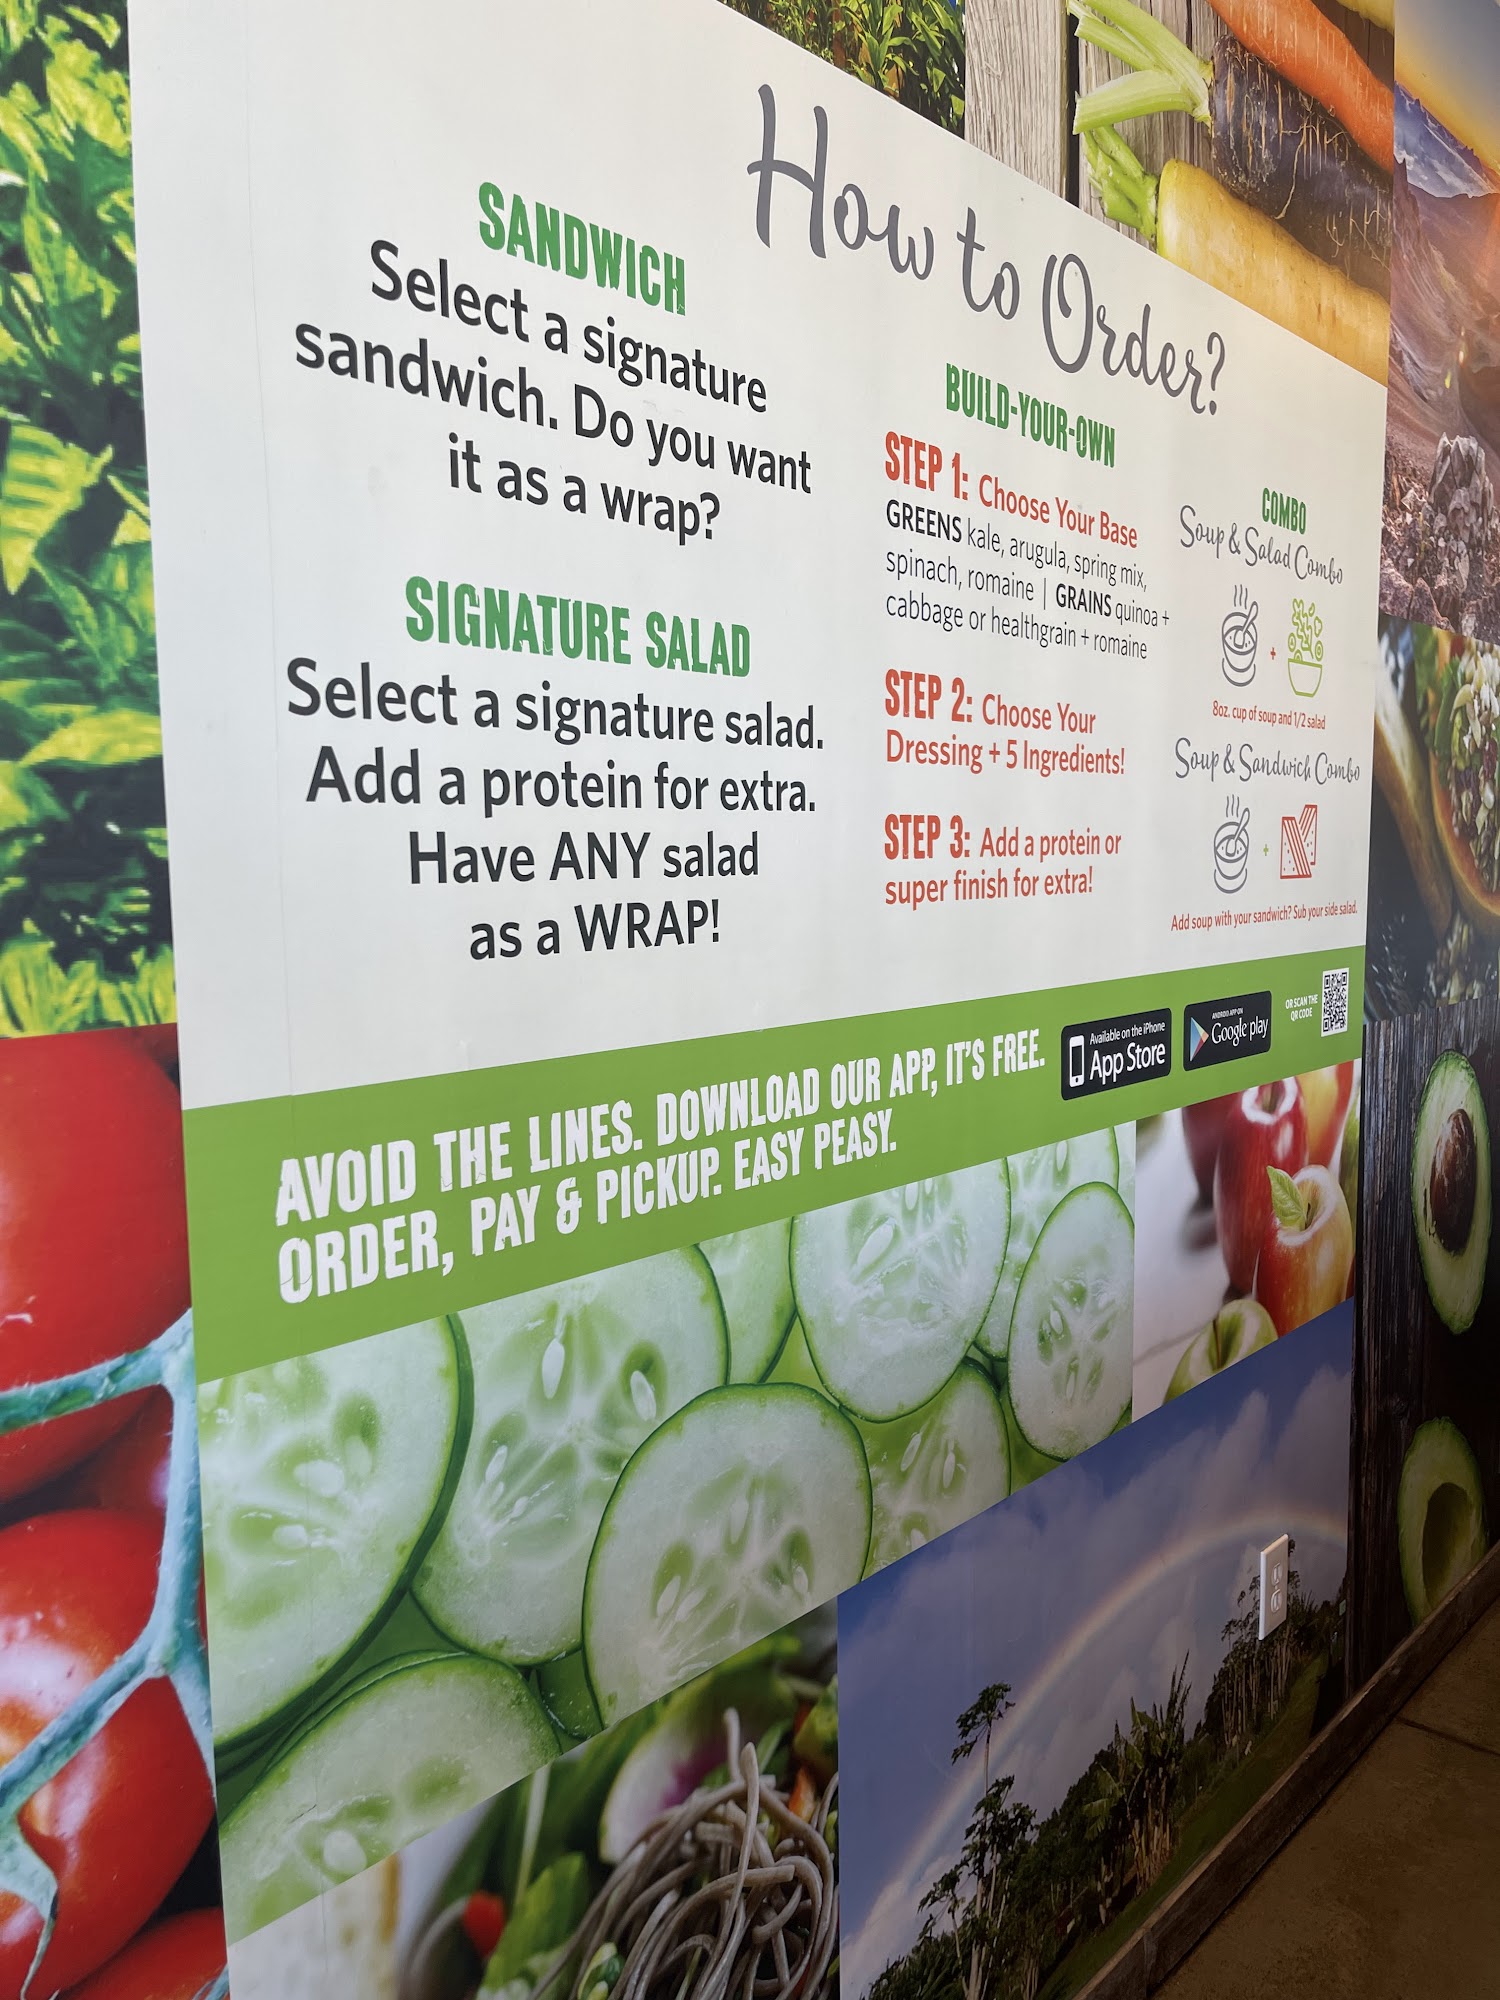 How to Order?
SANDWICH
Select a signature
sandwich. Do you want
it as a wrap?
SIGNATURE SALAD
Select a signature salad.
Add a protein for extra.
Have ANY salad
as a WRAP!
BUILD-YOUR-OWN
STEP 1: Choose Your Base
GREENS kale, arugula, spring mix,
spinach, romaine | GRAINS quinoa +
cabbage or healthgrain + romaine
STEP 2: Choose Your
Dressing + 5 Ingredients!
STEP 3: Add a protein or
super finish for extra!
COMBO
Soup & Salad Combo
+
8oz. cup of soup and 1/2 salad
Soup & Sandwich Combo
+
Add soup with your sandwich? Sub your side salad.
AVOID THE LINES. DOWNLOAD OUR APP, IT'S FREE.
ORDER, PAY & PICKUP. EASY PEASY.
Available on the iPhone
App Store
ANDROID APP ON
Google play
OR SCAN THE
QR CODE